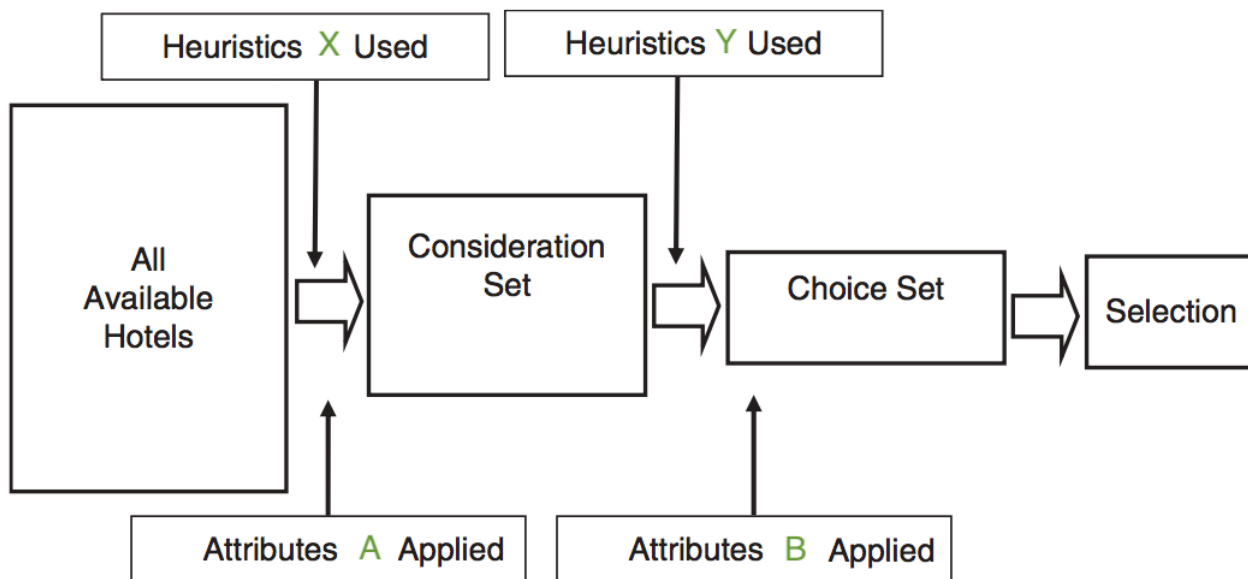 Heuristics X Used
Heuristics Y Used
All
Available
Hotels
Consideration
Set
Choice Set
Selection
Attributes A Applied
Attributes B Applied